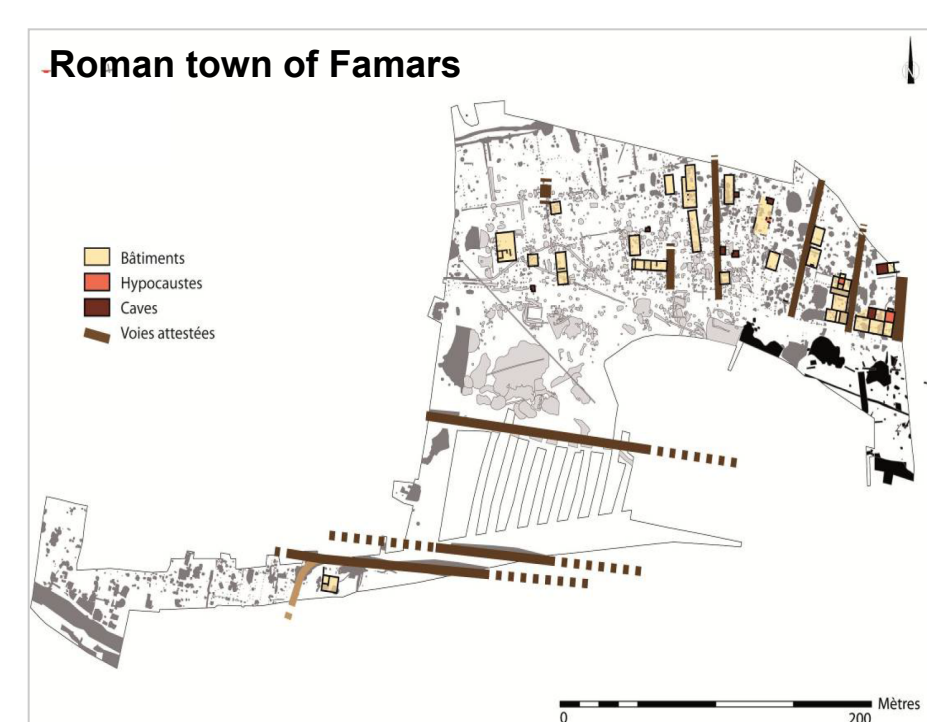 Roman town of Famars
N
Bâtiments
Hypocaustes
Caves
Voies attestées
Mètres
0 200